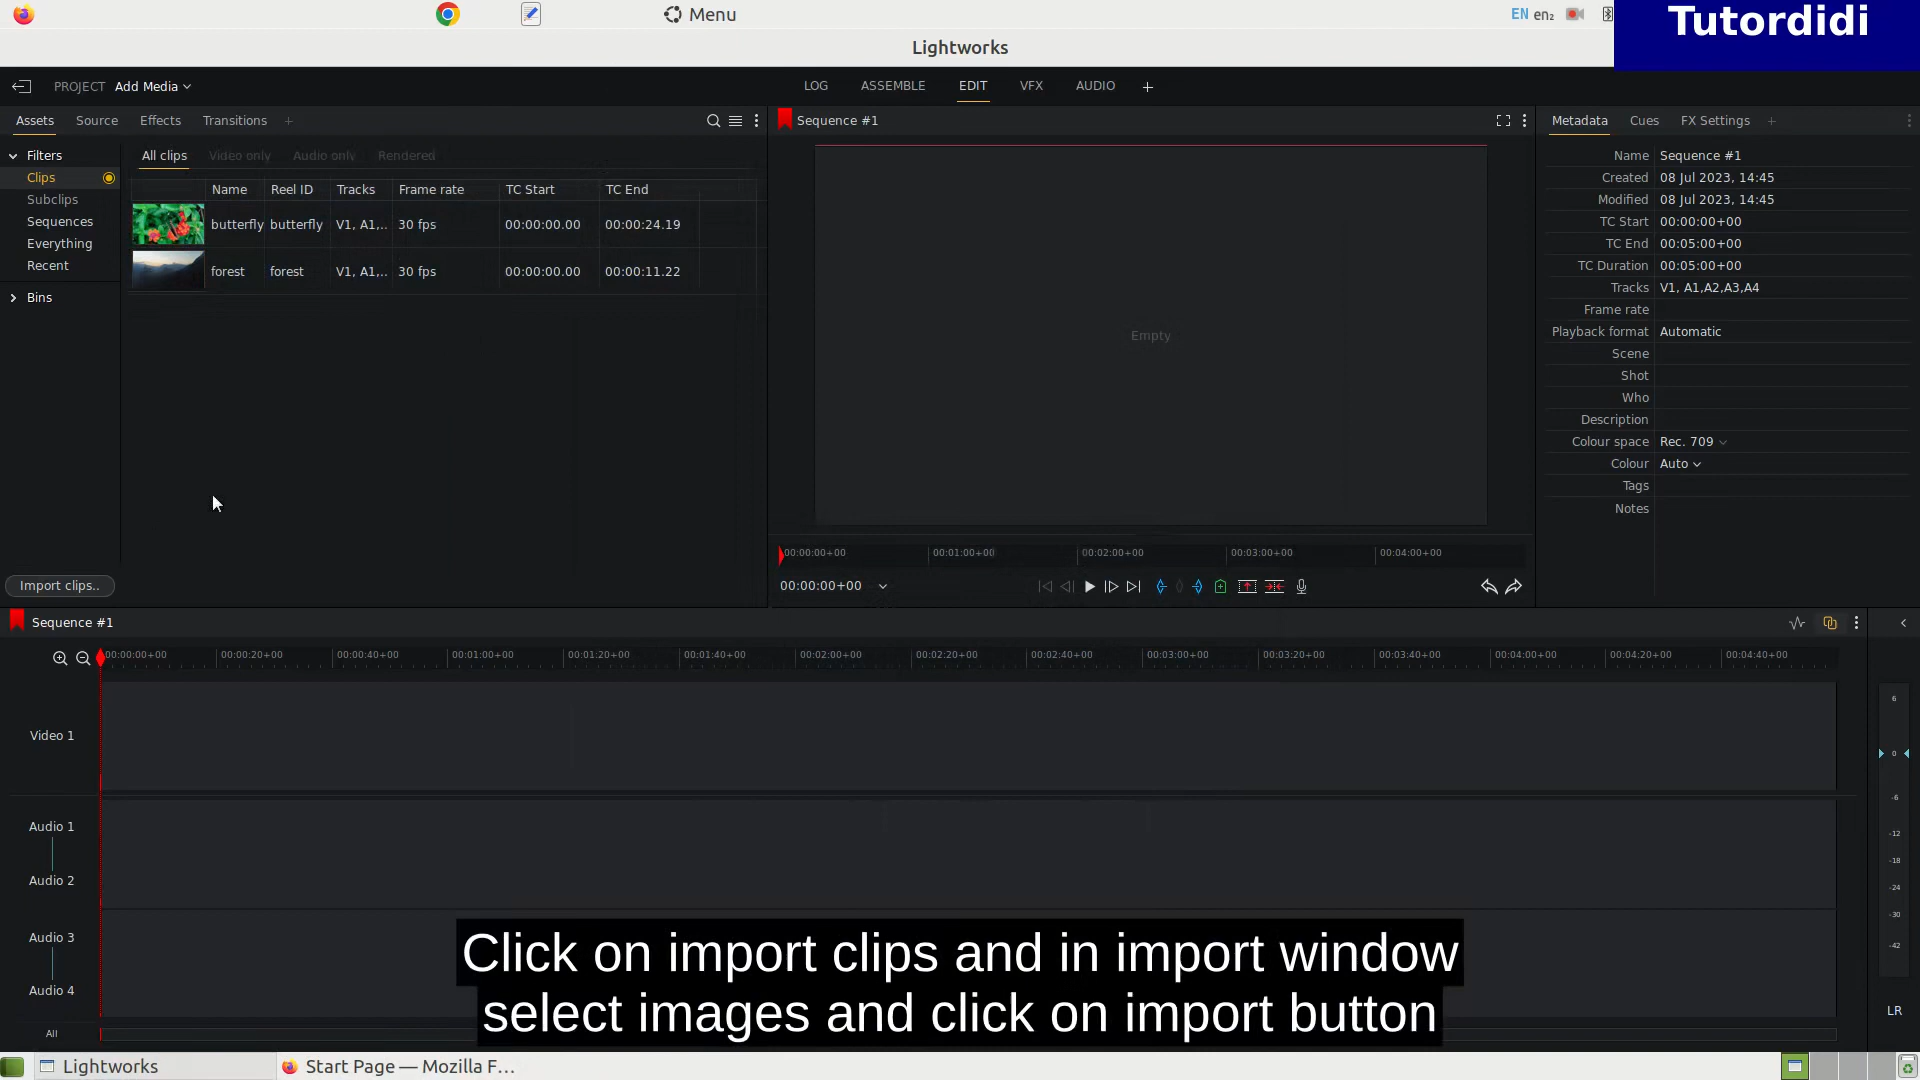 Menu
EN en₂
Tutordidi
Lightworks
PROJECT Add Media
LOG ASSEMBLE EDIT VFX AUDIO +
Assets Source Effects Transitions +
Sequence #1
Metadata Cues FX Settings +
Filters
Clips
Subclips
Sequences
Everything
Recent
Bins
All clips Video only Audio only Rendered
Name Reel ID Tracks Frame rate TC Start TC End
butterfly butterfly V1, A1,.. 30 fps 00:00:00.00 00:00:24.19
forest forest V1, A1,.. 30 fps 00:00:00.00 00:00:11.22
Import clips..
Empty
00:00:00+00 00:01:00+00 00:02:00+00 00:03:00+00 00:04:00+00
00:00:00+00
Name Sequence #1
Created 08 Jul 2023, 14:45
Modified 08 Jul 2023, 14:45
TC Start 00:00:00+00
TC End 00:05:00+00
TC Duration 00:05:00+00
Tracks V1, A1,A2,A3,A4
Frame rate
Playback format Automatic
Scene
Shot
Who
Description
Colour space Rec. 709
Colour Auto
Tags
Notes
Sequence #1
00:00:00+00 00:00:20+00 00:00:40+00 00:01:00+00 00:01:20+00 00:01:40+00 00:02:00+00 00:02:20+00 00:02:40+00 00:03:00+00 00:03:20+00 00:03:40+00 00:04:00+00 00:04:20+00 00:04:40+00
Video 1
Audio 1
Audio 2
Audio 3
Audio 4
All
6
0
-6
-12
-18
-24
-30
-42
LR
Click on import clips and in import window
select images and click on import button
Lightworks
Start Page — Mozilla F...